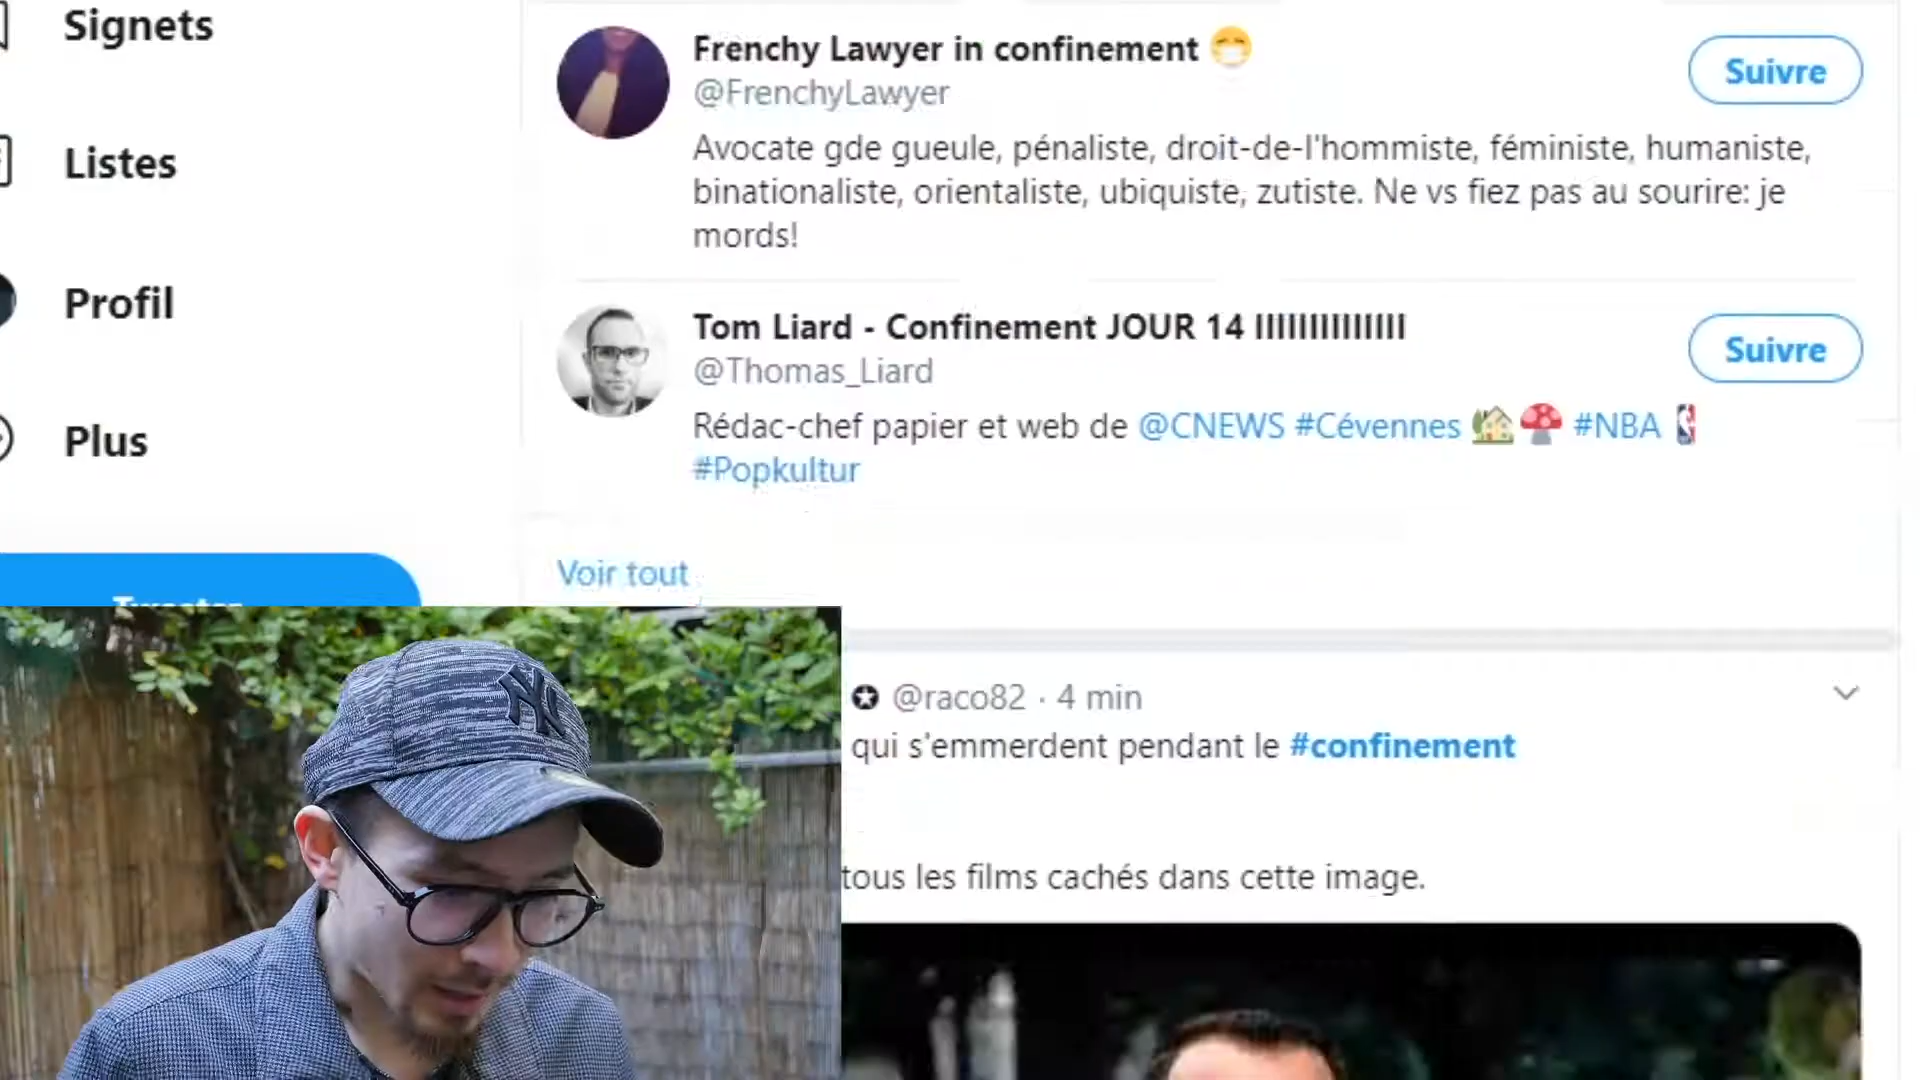 Signets
Listes
Profil
Plus
Tweeter
Frenchy Lawyer in confinement 😷
@FrenchyLawyer
Suivre
Avocate gde gueule, pénaliste, droit-de-l'hommiste, féministe, humaniste,
binationaliste, orientaliste, ubiquiste, zutiste. Ne vs fiez pas au sourire: je
mords!
Tom Liard - Confinement JOUR 14 IIIIIIIIIIIIII
@Thomas_Liard
Suivre
Rédac-chef papier et web de @CNEWS #Cévennes 🏡🍄 #NBA
#Popkultur
Voir tout
@raco82 · 4 min
qui s'emmerdent pendant le #confinement
tous les films cachés dans cette image.
NY